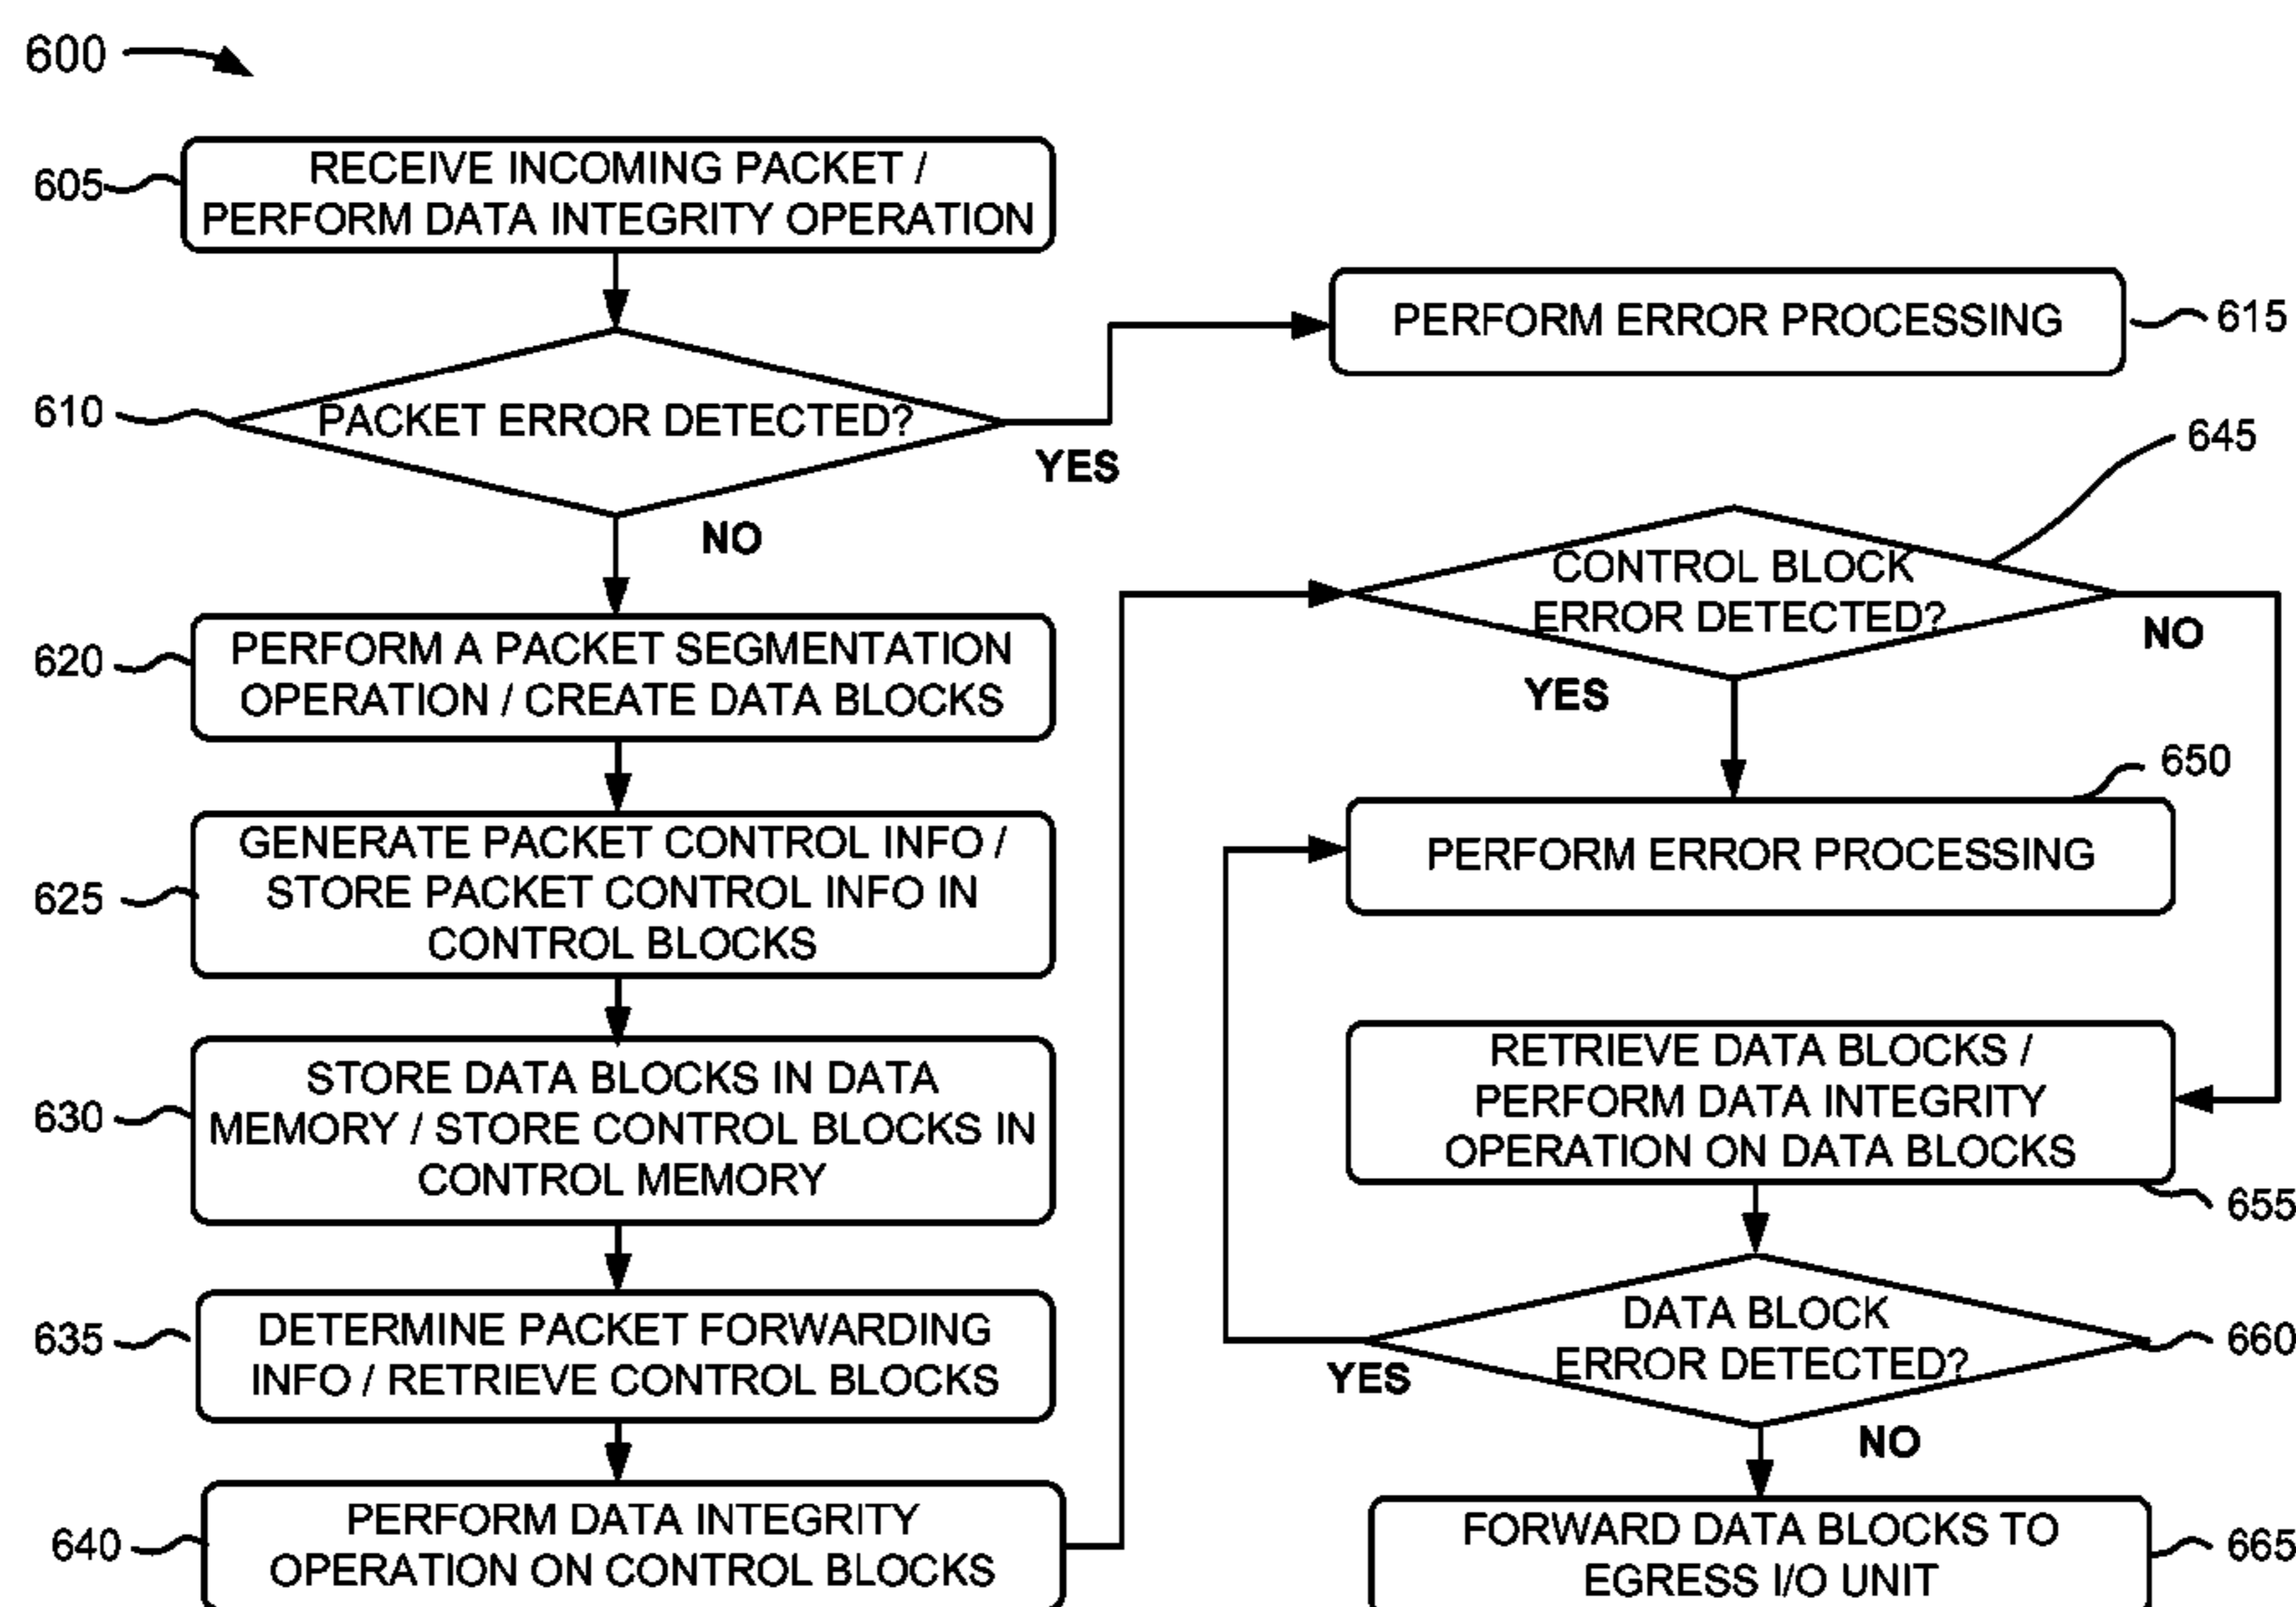 600
605
RECEIVE INCOMING PACKET /
PERFORM DATA INTEGRITY OPERATION
610
PACKET ERROR DETECTED?
YES
NO
PERFORM ERROR PROCESSING
615
620
PERFORM A PACKET SEGMENTATION
OPERATION / CREATE DATA BLOCKS
625
GENERATE PACKET CONTROL INFO /
STORE PACKET CONTROL INFO IN
CONTROL BLOCKS
630
STORE DATA BLOCKS IN DATA
MEMORY / STORE CONTROL BLOCKS IN
CONTROL MEMORY
635
DETERMINE PACKET FORWARDING
INFO / RETRIEVE CONTROL BLOCKS
640
PERFORM DATA INTEGRITY
OPERATION ON CONTROL BLOCKS
645
CONTROL BLOCK
ERROR DETECTED?
NO
YES
650
PERFORM ERROR PROCESSING
RETRIEVE DATA BLOCKS /
PERFORM DATA INTEGRITY
OPERATION ON DATA BLOCKS
655
DATA BLOCK
ERROR DETECTED?
660
YES
NO
FORWARD DATA BLOCKS TO
EGRESS I/O UNIT
665